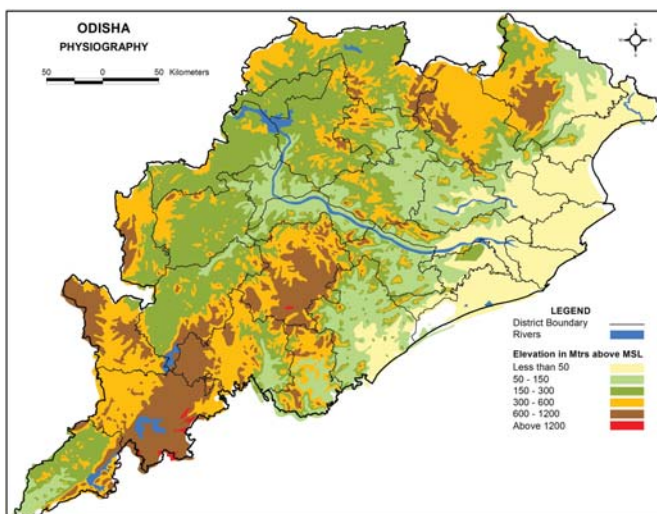 ODISHA
PHYSIOGRAPHY
50 0 50 Kilometers
LEGEND
District Boundary
Rivers
Elevation in Mtrs above MSL
Less than 50
50 - 150
150 - 300
300 - 600
600 - 1200
Above 1200